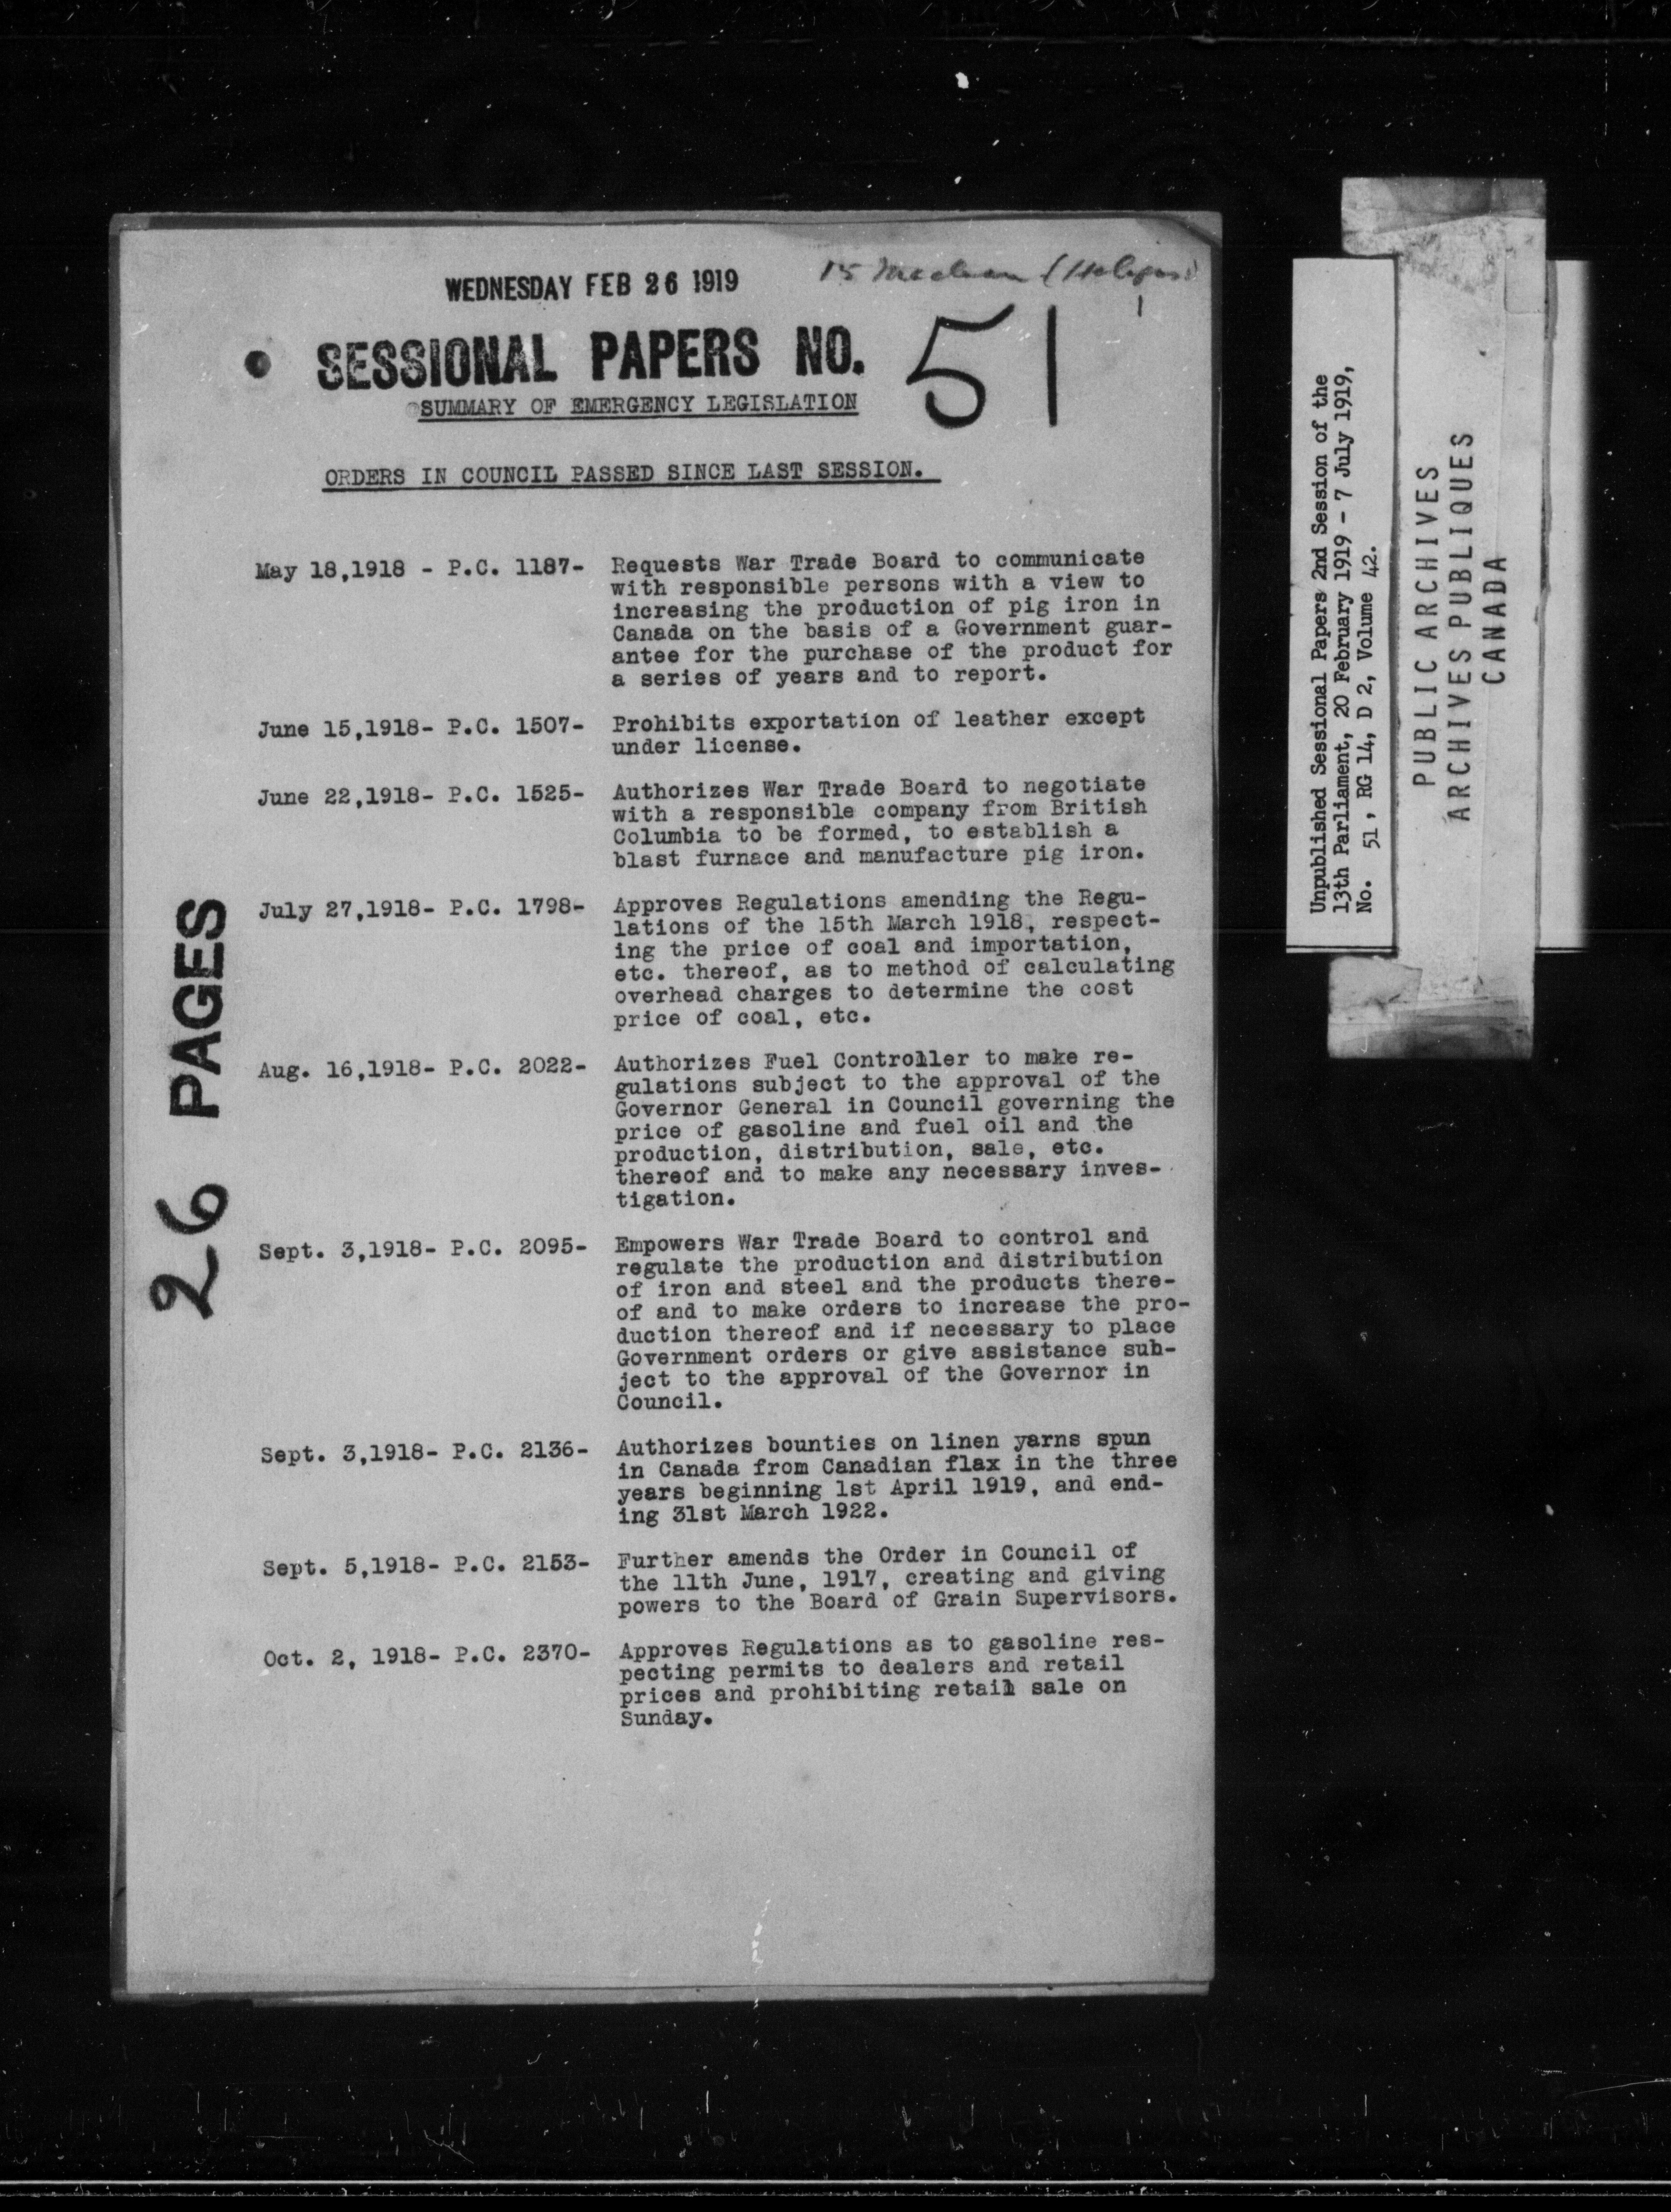 WEDNESDAY FEB 26 1919
SESSIONAL PAPERS NO. 51
1
SUMMARY OF EMERGENCY LEGISLATION
ORDERS IN COUNCIL PASSED SINCE LAST SESSION.
May 18,1918 - P.C. 1187- Requests War Trade Board to communicate
with responsible persons with a view to
increasing the production of pig iron in
Canada on the basis of a Government guar-
antee for the purchase of the product for
a series of years and to report.
June 15,1918- P.C. 1507- Prohibits exportation of leather except
under license.
June 22,1918- P.C. 1525- Authorizes War Trade Board to negotiate
with a responsible company from British
Columbia to be formed, to establish a
blast furnace and manufacture pig iron.
July 27,1918- P.C. 1798- Approves Regulations amending the Regu-
lations of the 15th March 1918, respect-
ing the price of coal and importation,
etc. thereof, as to method of calculating
overhead charges to determine the cost
price of coal, etc.
Aug. 16,1918- P.C. 2022- Authorizes Fuel Controller to make re-
gulations subject to the approval of the
Governor General in Council governing the
price of gasoline and fuel oil and the
production, distribution, sale, etc.
thereof and to make any necessary inves-
tigation.
Sept. 3,1918- P.C. 2095- Empowers War Trade Board to control and
regulate the production and distribution
of iron and steel and the products there-
of and to make orders to increase the pro-
duction thereof and if necessary to place
Government orders or give assistance sub-
ject to the approval of the Governor in
Council.
Sept. 3,1918- P.C. 2136- Authorizes bounties on linen yarns spun
in Canada from Canadian flax in the three
years beginning 1st April 1919, and end-
ing 31st March 1922.
Sept. 5,1918- P.C. 2153- Further amends the Order in Council of
the 11th June, 1917, creating and giving
powers to the Board of Grain Supervisors.
Oct. 2, 1918- P.C. 2370- Approves Regulations as to gasoline res-
pecting permits to dealers and retail
prices and prohibiting retail sale on
Sunday.
26 PAGES
Unpublished Sessional Papers 2nd Session of the
13th Parliament, 20 February 1919 - 7 July 1919,
No. 51, RG 14, D 2, Volume 42.
PUBLIC ARCHIVES
ARCHIVES PUBLIQUES
CANADA